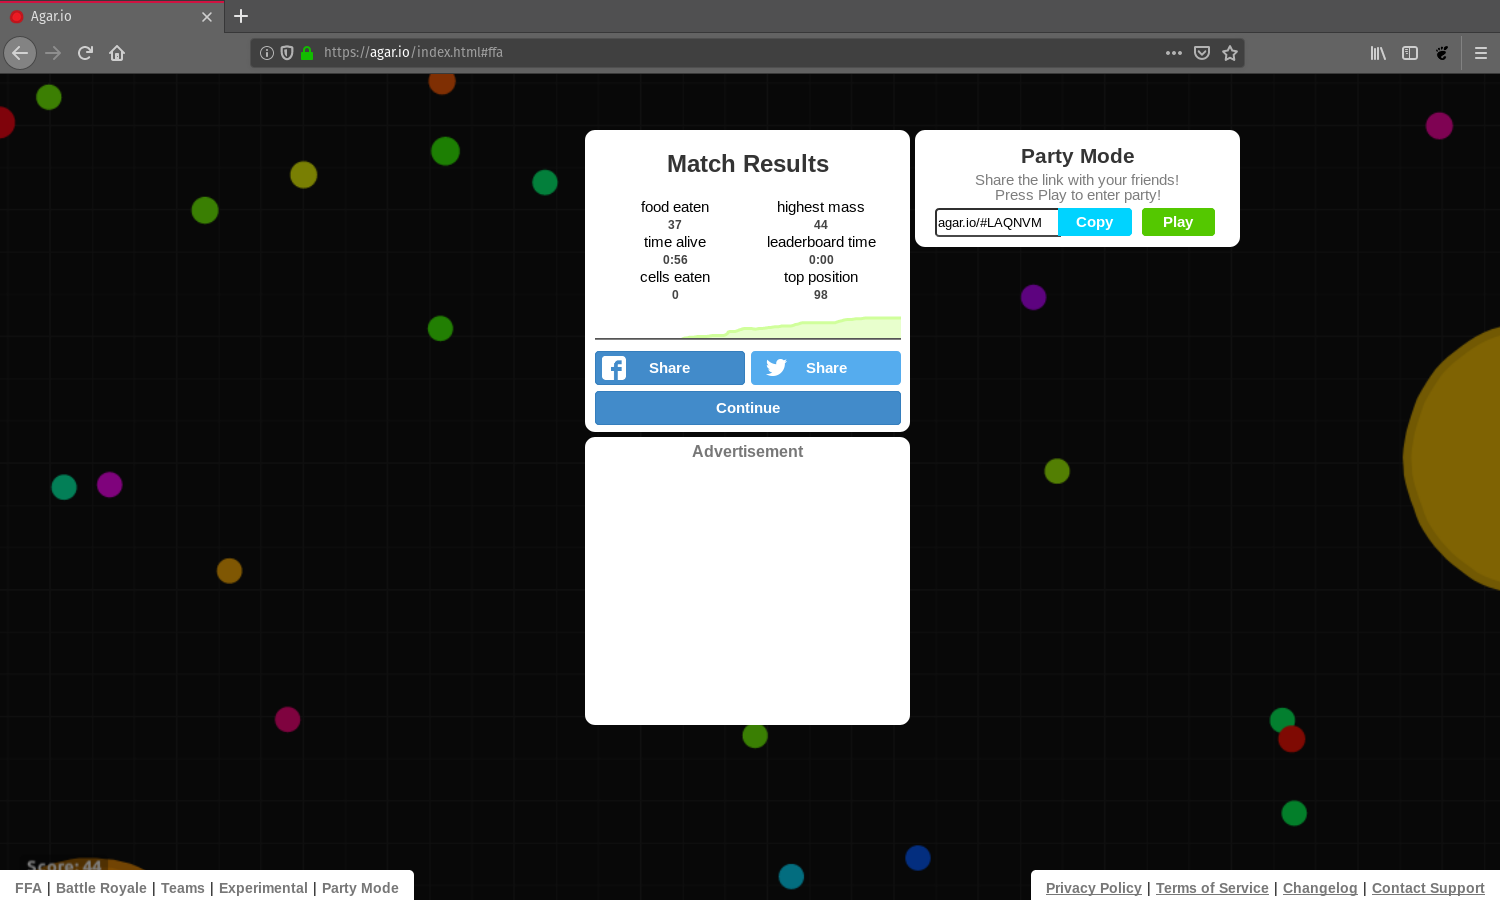 Agar.io
https://agar.io/index.html#ffa
Match Results
food eaten
37
highest mass
44
time alive
0:56
leaderboard time
0:00
cells eaten
0
top position
98
Share
Share
Continue
Advertisement
Party Mode
Share the link with your friends!
Press Play to enter party!
agar.io/#LAQNVM
Copy
Play
Score: 44
FFA | Battle Royale | Teams | Experimental | Party Mode
Privacy Policy | Terms of Service | Changelog | Contact Support